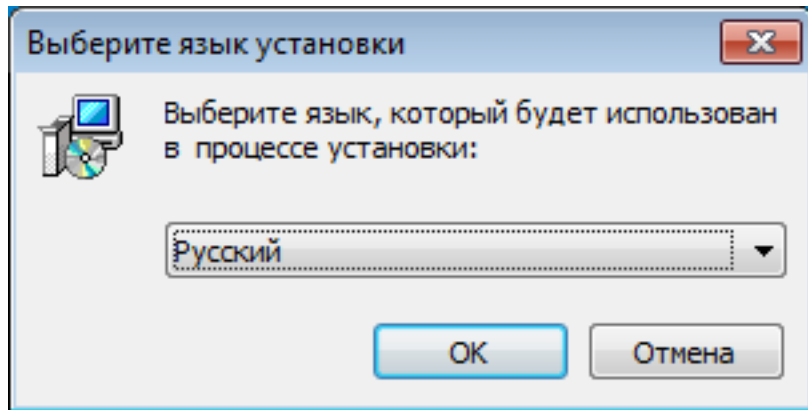 Выберите язык установки
Выберите язык, который будет использован
в процессе установки:
Русский
OK
Отмена